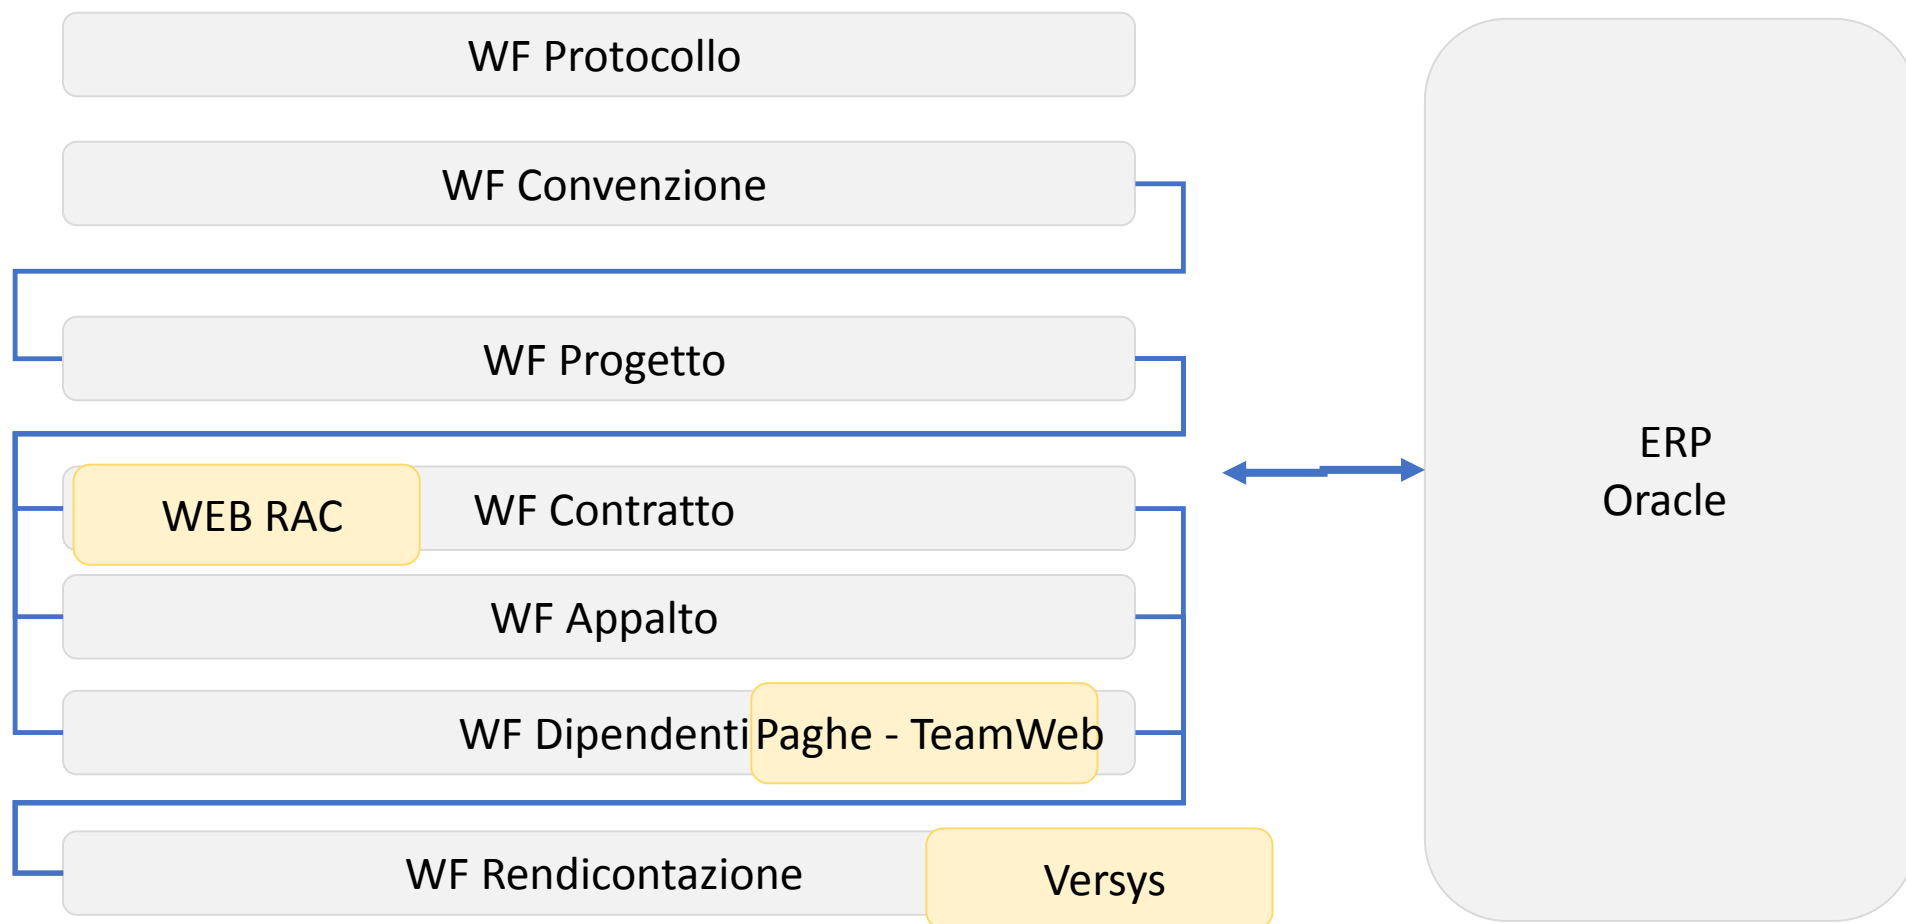 WF Protocollo
WF Convenzione
WF Progetto
WEB RAC
WF Contratto
WF Appalto
WF Dipendenti
Paghe - TeamWeb
WF Rendicontazione
Versys
ERP
Oracle